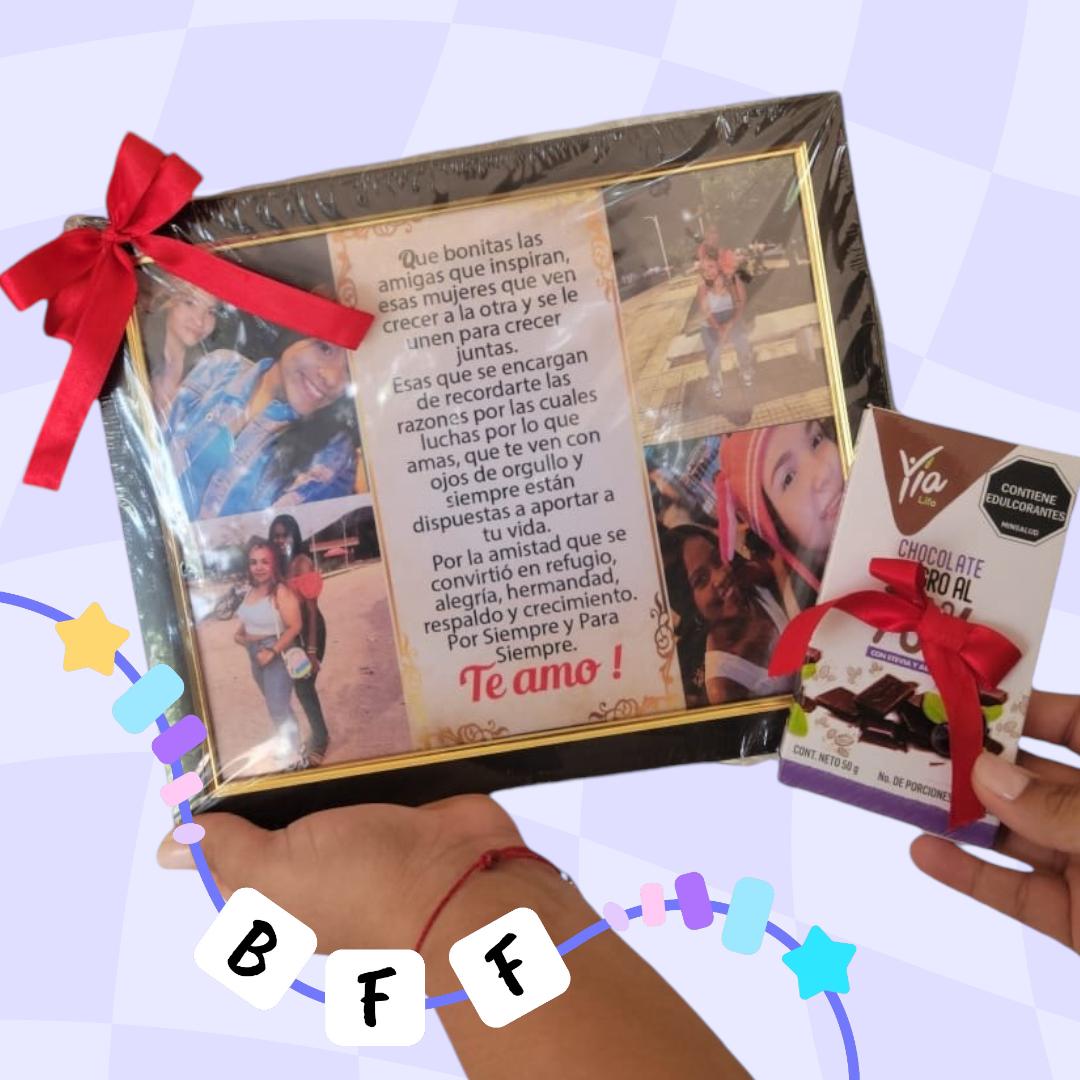 Que bonitas las
amigas que inspiran,
esas mujeres que ven
crecer a la otra y se le
unen para crecer
juntas.
Esas que se encargan
de recordarte las
razones por las cuales
luchas por lo que
amas, que te ven con
ojos de orgullo y
siempre están
dispuestas a aportar a
tu vida.
Por la amistad que se
convirtió en refugio,
alegría, hermandad,
respaldo y crecimiento.
Por Siempre y Para
Siempre.
Te amo !
Yia
Life
CONTIENE
EDULCORANTES
MINSALUD
CHOCOLATE
AL
CON STEVIA Y
CONT. NETO 50 g
No. DE PORCIONES
B F F